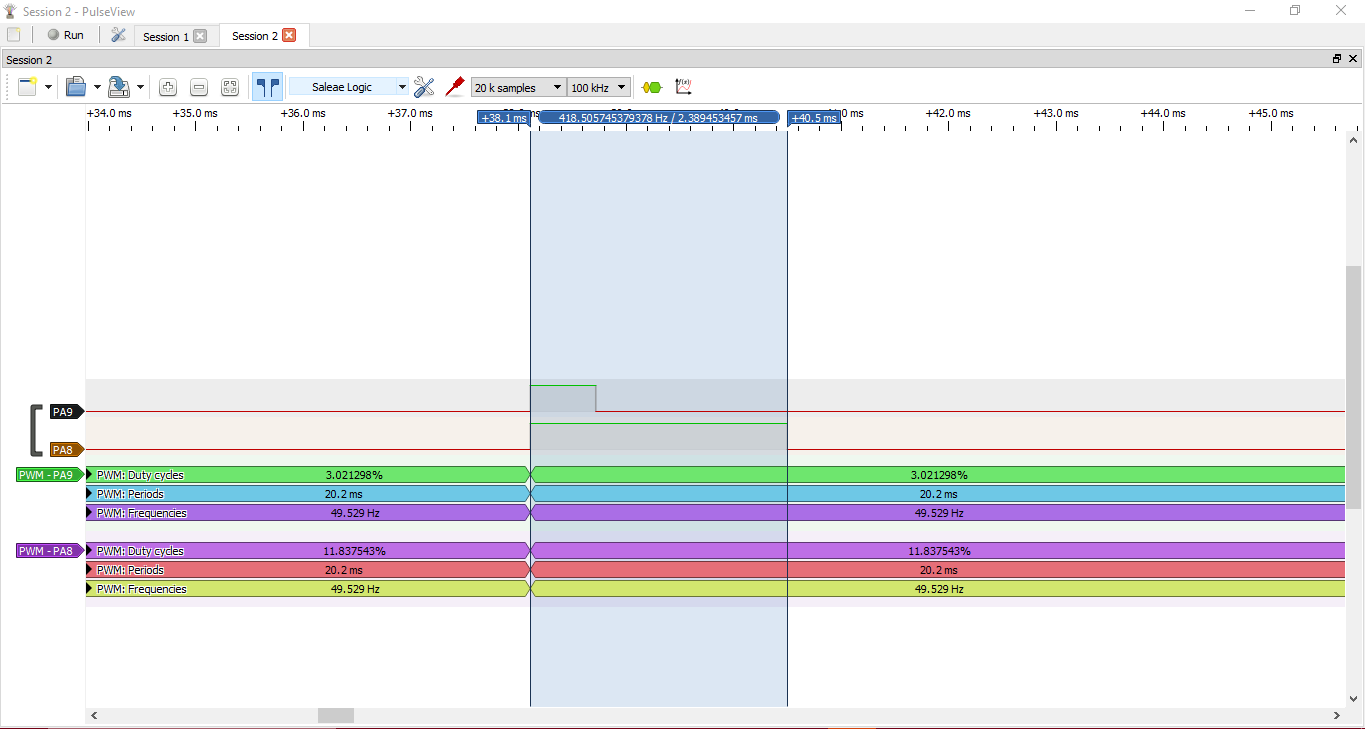 Session 2 - PulseView
Run
Session 1
Session 2
Session 2
Saleae Logic
20 k samples
100 kHz
f(x)
+34.0 ms
+35.0 ms
+36.0 ms
+37.0 ms
+38.1 ms
418.505745379378 Hz / 2.389453457 ms
+40.5 ms
+42.0 ms
+43.0 ms
+44.0 ms
+45.0 ms
PA9
PA8
PWM - PA9
PWM: Duty cycles
3.021298%
3.021298%
PWM: Periods
20.2 ms
20.2 ms
PWM: Frequencies
49.529 Hz
49.529 Hz
PWM - PA8
PWM: Duty cycles
11.837543%
11.837543%
PWM: Periods
20.2 ms
20.2 ms
PWM: Frequencies
49.529 Hz
49.529 Hz